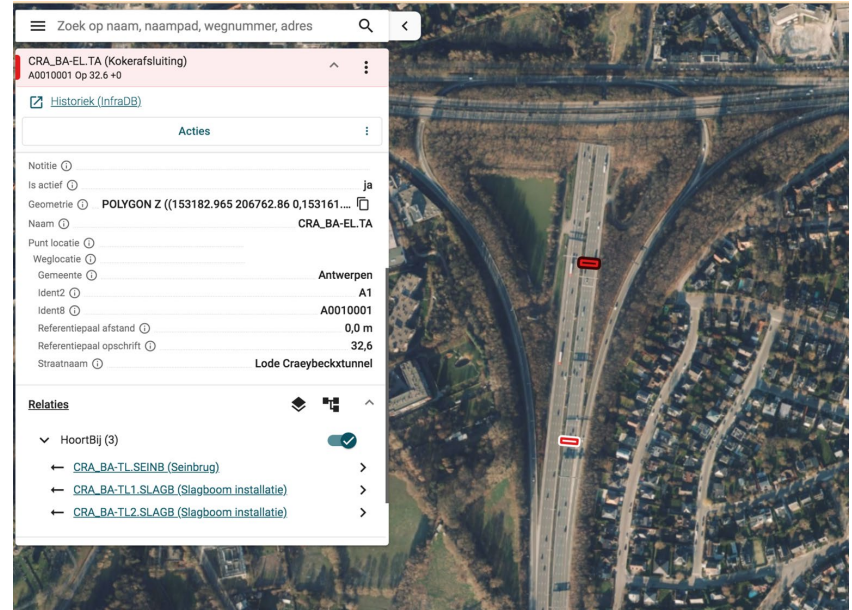 Zoek op naam, naampad, wegnummer, adres
CRA_BA-EL.TA (Kokerafsluiting)
A0010001 Op 32.6 +0
Historiek (InfraDB)
Acties
Notitie
Is actief ja
Geometrie POLYGON Z ((153182.965 206762.86 0,153161....
Naam CRA_BA-EL.TA
Punt locatie
Weglocatie
Gemeente Antwerpen
Ident2 A1
Ident8 A0010001
Referentiepaal afstand 0,0 m
Referentiepaal opschrift 32,6
Straatnaam Lode Craeybeckxtunnel
Relaties
HoortBij (3)
CRA_BA-TL.SEINB (Seinbrug)
CRA_BA-TL1.SLAGB (Slagboom installatie)
CRA_BA-TL2.SLAGB (Slagboom installatie)